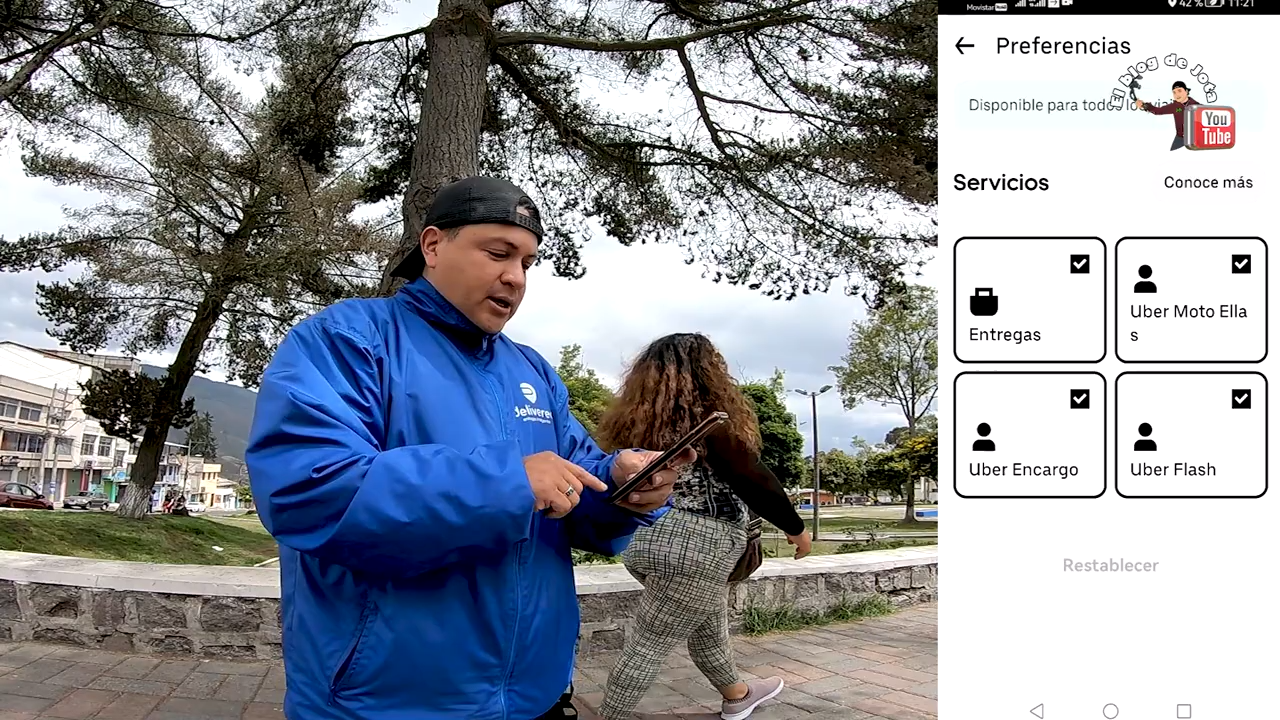 Movistar
42 %
11:21
Preferencias
El blog de Jota
Disponible para todos
You
Tube
Servicios
Conoce más
Entregas
Uber Moto Ella
s
Uber Encargo
Uber Flash
Restablecer